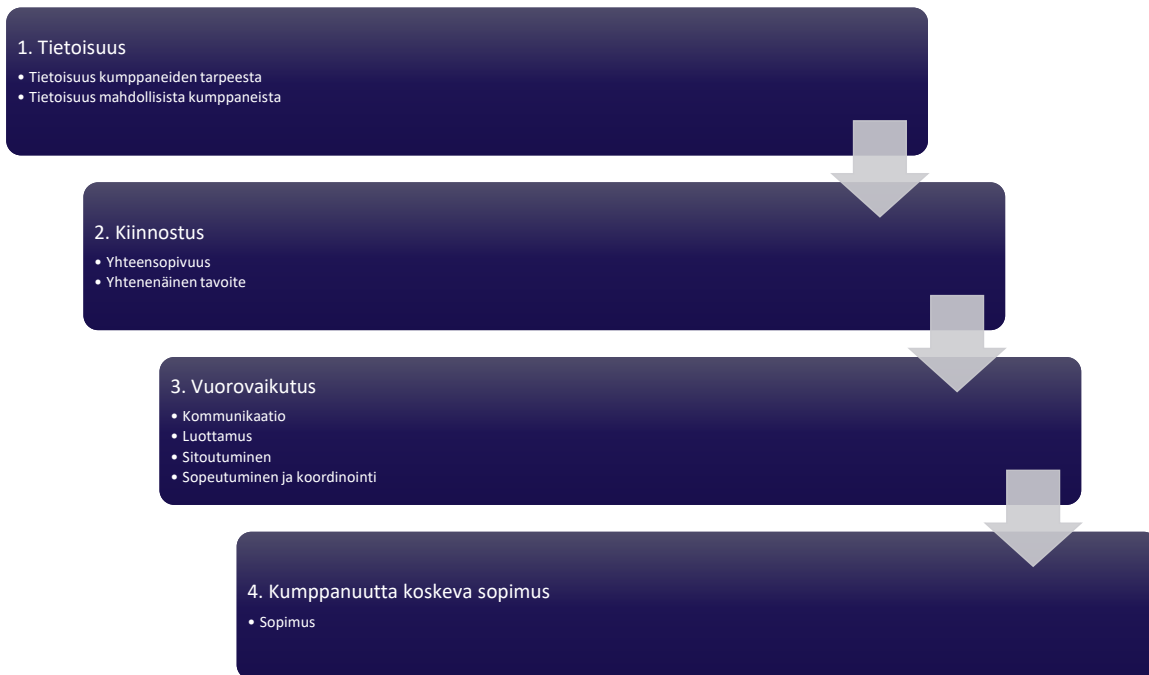 1. Tietoisuus
• Tietoisuus kumppaneiden tarpeesta
• Tietoisuus mahdollisista kumppaneista
2. Kiinnostus
• Yhteensopivuus
• Yhtenenäinen tavoite
3. Vuorovaikutus
• Kommunikaatio
• Luottamus
• Sitoutuminen
• Sopeutuminen ja koordinointi
4. Kumppanuutta koskeva sopimus
• Sopimus